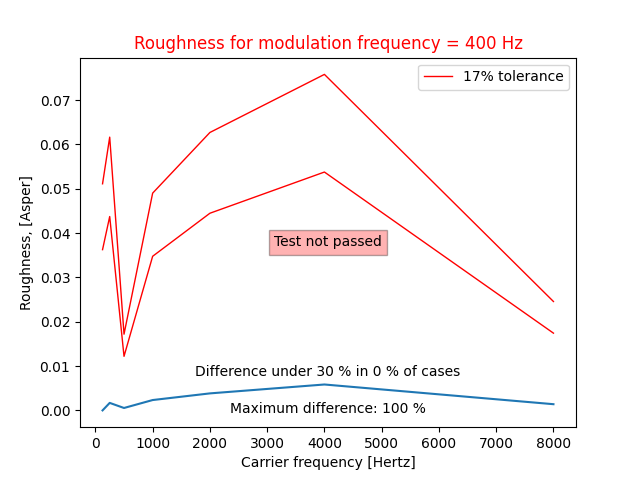 Roughness for modulation frequency = 400 Hz
17% tolerance
Roughness, [Asper]
0.07
0.06
0.05
0.04
0.03
0.02
0.01
0.00
Test not passed
Difference under 30 % in 0 % of cases
Maximum difference: 100 %
0 1000 2000 3000 4000 5000 6000 7000 8000
Carrier frequency [Hertz]